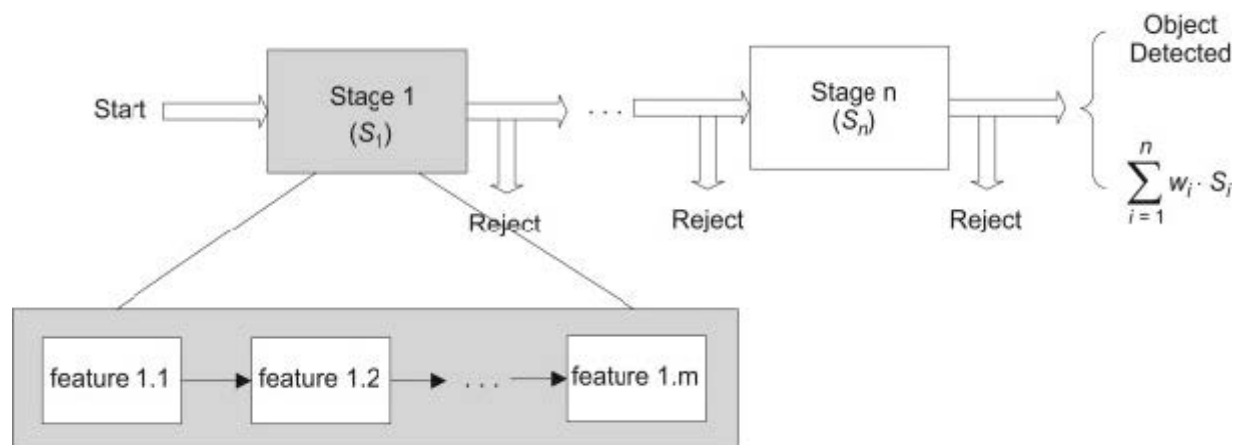 Start
Stage 1
(S₁)
. . .
Stage n
(Sₙ)
Object
Detected
n
∑ wᵢ · Sᵢ
i = 1
Reject
Reject
Reject
feature 1.1
feature 1.2
. . .
feature 1.m